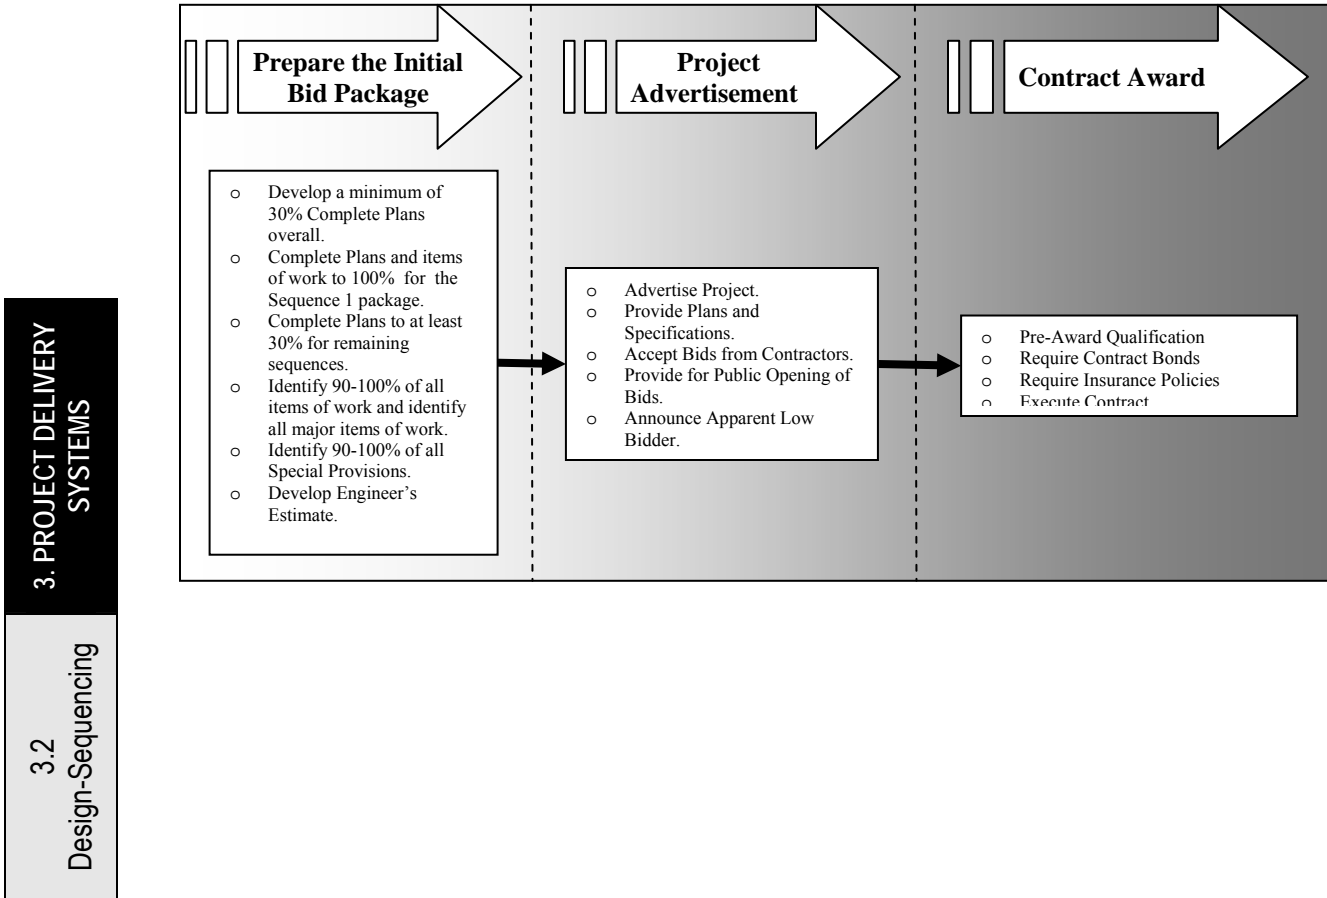 Prepare the Initial
Bid Package
Project
Advertisement
Contract Award
o Develop a minimum of
30% Complete Plans
overall.
o Complete Plans and items
of work to 100% for the
Sequence 1 package.
o Complete Plans to at least
30% for remaining
sequences.
o Identify 90-100% of all
items of work and identify
all major items of work.
o Identify 90-100% of all
Special Provisions.
o Develop Engineer’s
Estimate.
o Advertise Project.
o Provide Plans and
Specifications.
o Accept Bids from Contractors.
o Provide for Public Opening of
Bids.
o Announce Apparent Low
Bidder.
o Pre-Award Qualification
o Require Contract Bonds
o Require Insurance Policies
o Execute Contract
3. PROJECT DELIVERY
SYSTEMS
3.2
Design-Sequencing